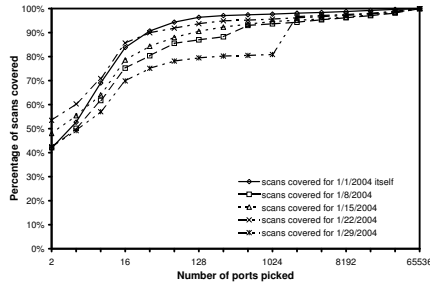 100%
90%
80%
70%
60%
50%
40%
30%
20%
10%
0%
Percentage of scans covered
scans covered for 1/1/2004 itself
scans covered for 1/8/2004
scans covered for 1/15/2004
scans covered for 1/22/2004
scans covered for 1/29/2004
2 16 128 1024 8192 65536
Number of ports picked